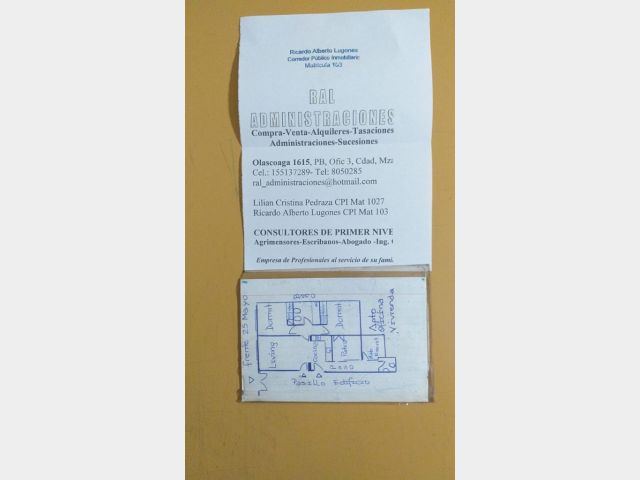 Ricardo Alberto Lugones
Corredor Público Inmobiliario
Matrícula 103
RAL
ADMINISTRACIONES
Compra-Venta-Alquileres-Tasaciones
Administraciones-Sucesiones
Olascoaga 1615, PB, Ofic 3, Cdad, Mza
Cel.: 155137289- Tel: 8050285
ral_administraciones@hotmail.com
Lilian Cristina Pedraza CPI Mat 1027
Ricardo Alberto Lugones CPI Mat 103
CONSULTORES DE PRIMER NIVE
Agrimensores-Escribanos-Abogado -Ing.
Empresa de Profesionales al servicio de su fami
frente 25 Mayo
Dormit
Dormit
Living
Cocina
Patio
Paso
Pasillo Edificio
Apto
oficina
Vivienda